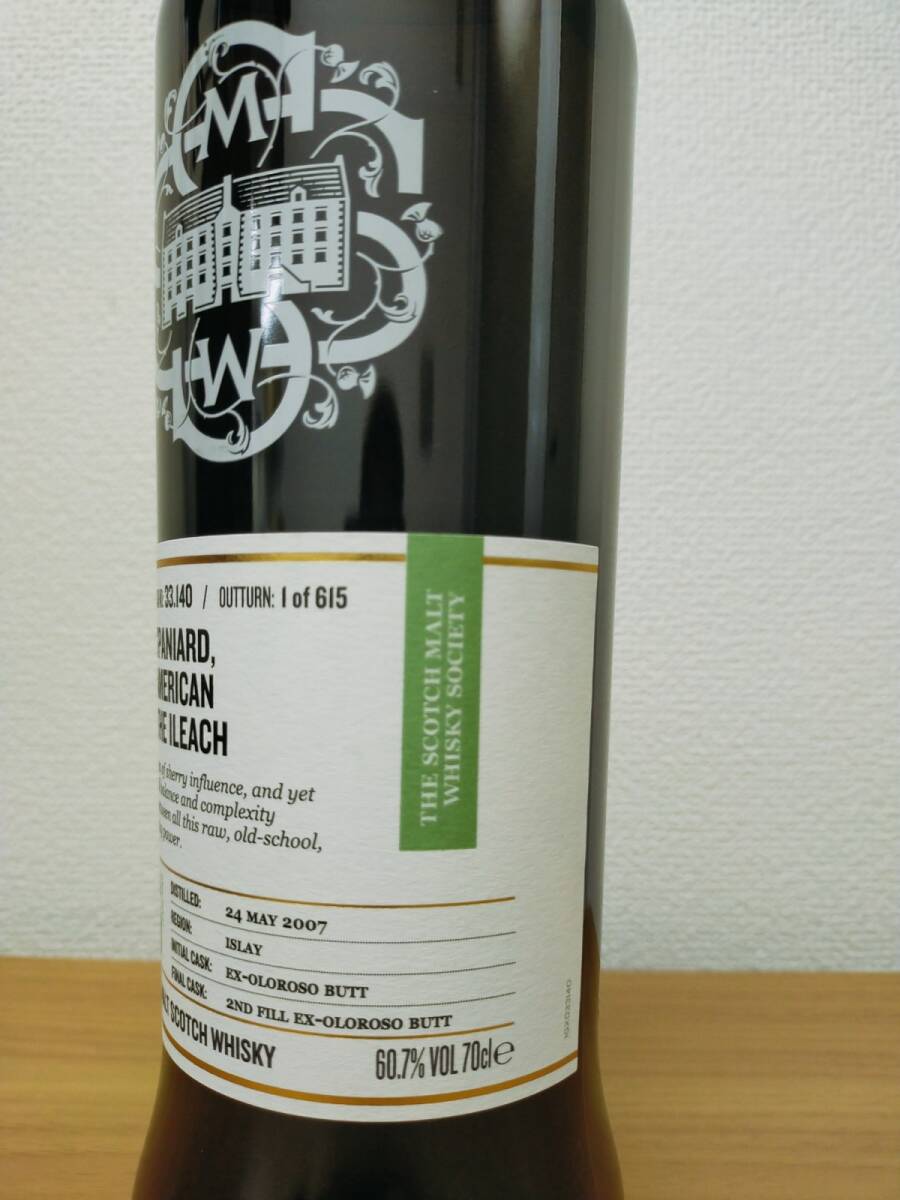 M
W
33.140 / OUTTURN: 1 of 615
PANIARD,
MERICAN
HE ILEACH
of sherry influence, and yet
and complexity
all this raw, old-school,
power.
THE SCOTCH MALT
WHISKY SOCIETY
DISTILLED: 24 MAY 2007
REGION: ISLAY
INITIAL CASK: EX-OLOROSO BUTT
FINAL CASK: 2ND FILL EX-OLOROSO BUTT
LT SCOTCH WHISKY 60.7% VOL 70cl e